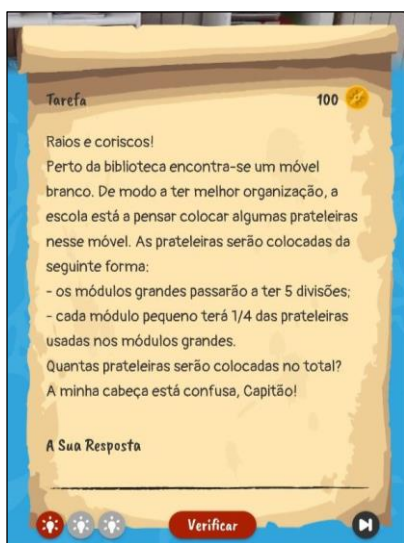 Tarefa 100
Raios e coriscos!
Perto da biblioteca encontra-se um móvel
branco. De modo a ter melhor organização, a
escola está a pensar colocar algumas prateleiras
nesse móvel. As prateleiras serão colocadas da
seguinte forma:
- os módulos grandes passarão a ter 5 divisões;
- cada módulo pequeno terá 1/4 das prateleiras
usadas nos módulos grandes.
Quantas prateleiras serão colocadas no total?
A minha cabeça está confusa, Capitão!
A Sua Resposta
Verificar